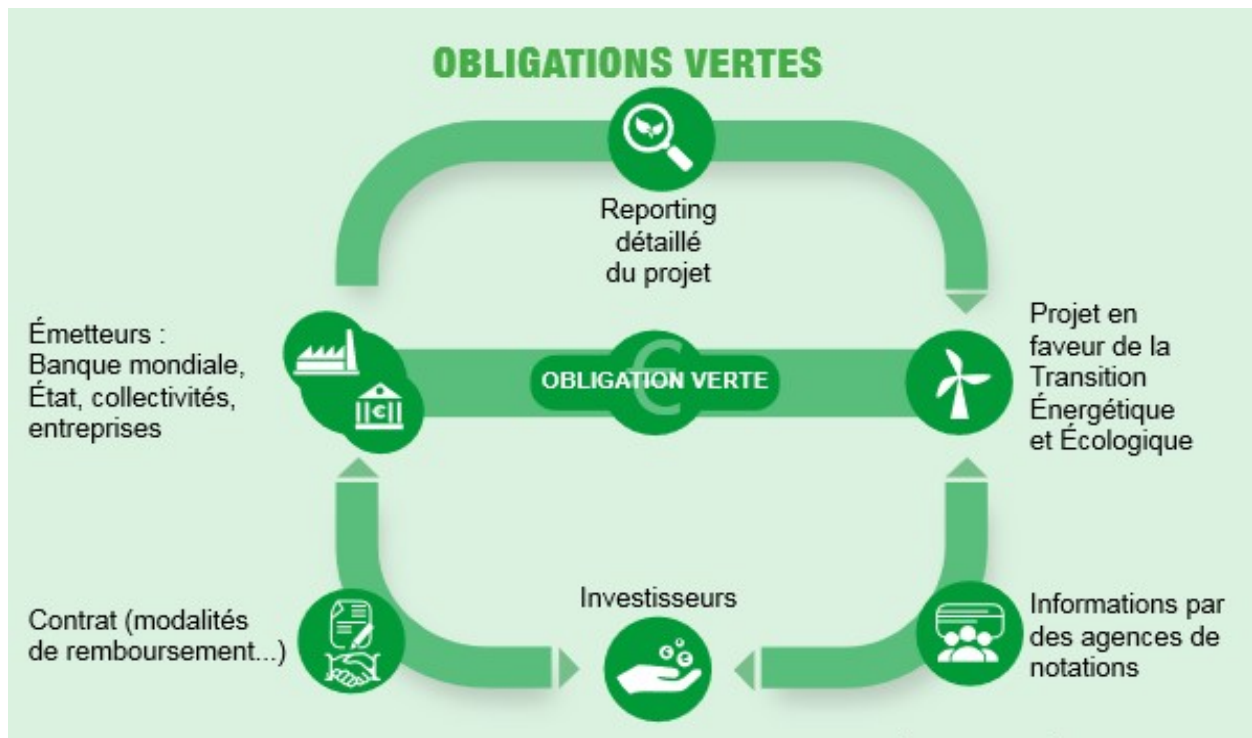 OBLIGATIONS VERTES
Reporting
détaillé
du projet
Émetteurs :
Banque mondiale,
État, collectivités,
entreprises
€
OBLIGATION VERTE
Projet en
faveur de la
Transition
Énergétique
et Écologique
Contrat (modalités
de remboursement...)
Investisseurs
Informations par
des agences de
notations